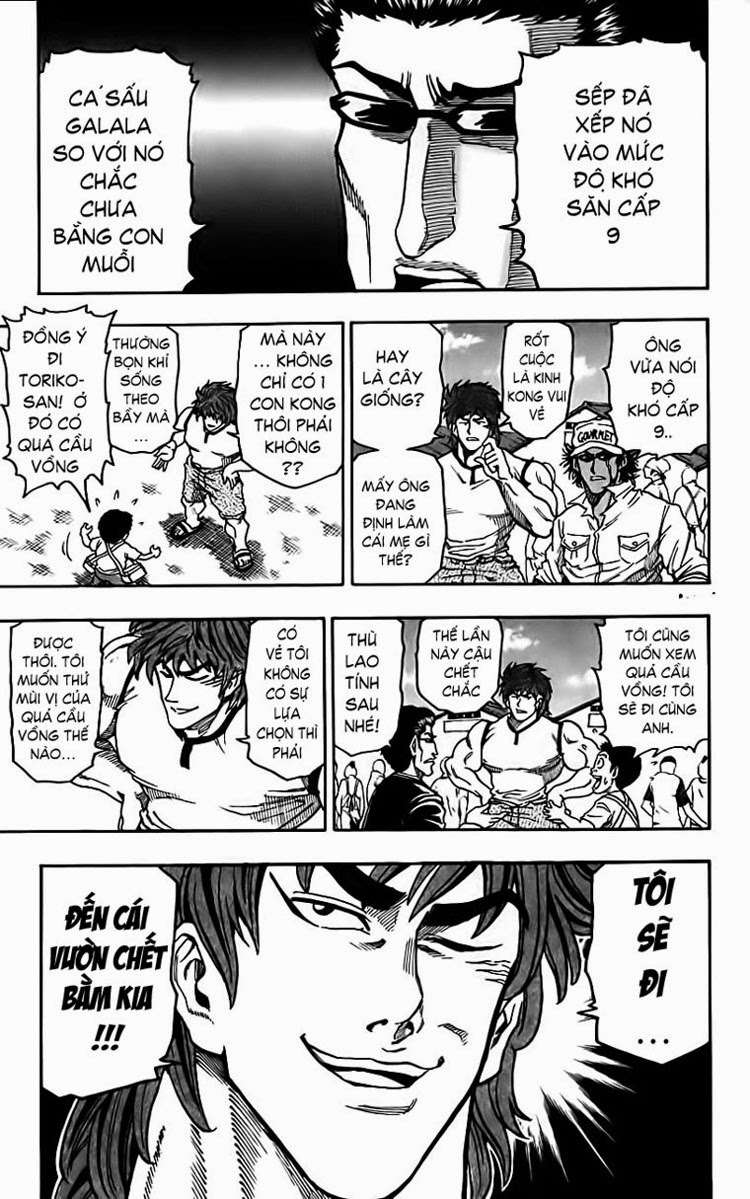 SẾP ĐÃ
XẾP NÓ
VÀO MỨC
ĐỘ KHÓ
SĂN CẤP
9
CÁ SẤU
GALALA
SO VỚI NÓ
CHẮC
CHƯA
BẰNG CON
MUỖI
ÔNG
VỪA NÓI
ĐỘ
KHÓ CẤP
9..
GOURMET
RỐT
CUỘC
LÀ KINH
KONG VUI
VẺ
HAY
LÀ CÂY
GIỐNG?
MẤY ÔNG
ĐANG
ĐỊNH LÀM
CÁI MẸ GÌ
THẾ?
MÀ NÀY
... KHÔNG
CHỈ CÓ 1
CON KONG
THÔI PHẢI
KHÔNG
??
THƯỜNG
BỌN KHỈ
SỐNG
THEO
BẦY MÀ
...
ĐỒNG Ý
ĐI
TORIKO-
SAN! Ở
ĐÓ CÓ
QUẢ CẦU
VỒNG
TÔI CŨNG
MUỐN XEM
QUẢ CẦU
VỒNG! TÔI
SẼ ĐI CÙNG
ANH.
THẾ LẦN
NÀY CẬU
CHẾT
CHẮC
THÙ
LAO
TÍNH
SAU
NHÉ!
CÓ
VẺ TÔI
KHÔNG
CÓ SỰ
LỰA
CHỌN THÌ
PHẢI
ĐƯỢC
THÔI. TÔI
MUỐN THỬ
MÙI VỊ CỦA
QUẢ CẦU
VỒNG THẾ
NÀO...
TÔI
SẼ
ĐI
...
ĐẾN CÁI
VƯỜN CHẾT
BẰM KIA
!!!